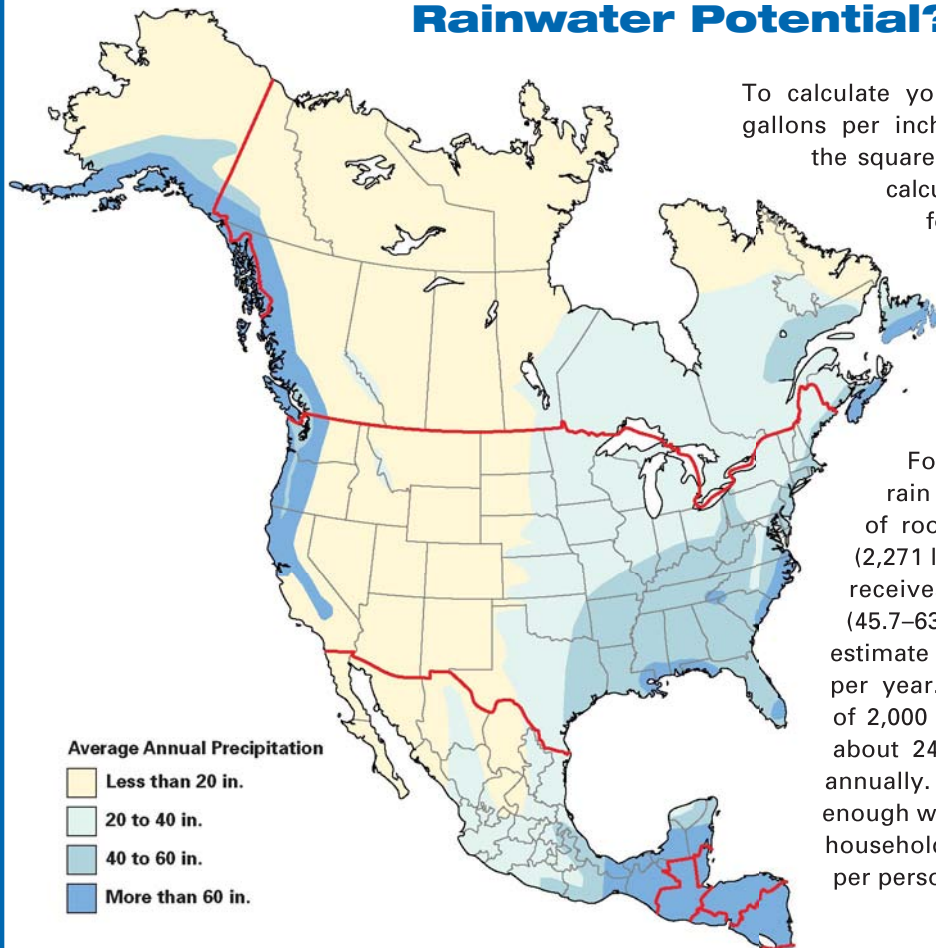 Rainwater Potential?
To calculate yo
gallons per inch
the square
calcu
f
Fo
rain
of roo
(2,271 l
receive
(45.7–63
estimate
per year.
of 2,000
about 24
annually.
enough w
household
per perso
Average Annual Precipitation
Less than 20 in.
20 to 40 in.
40 to 60 in.
More than 60 in.